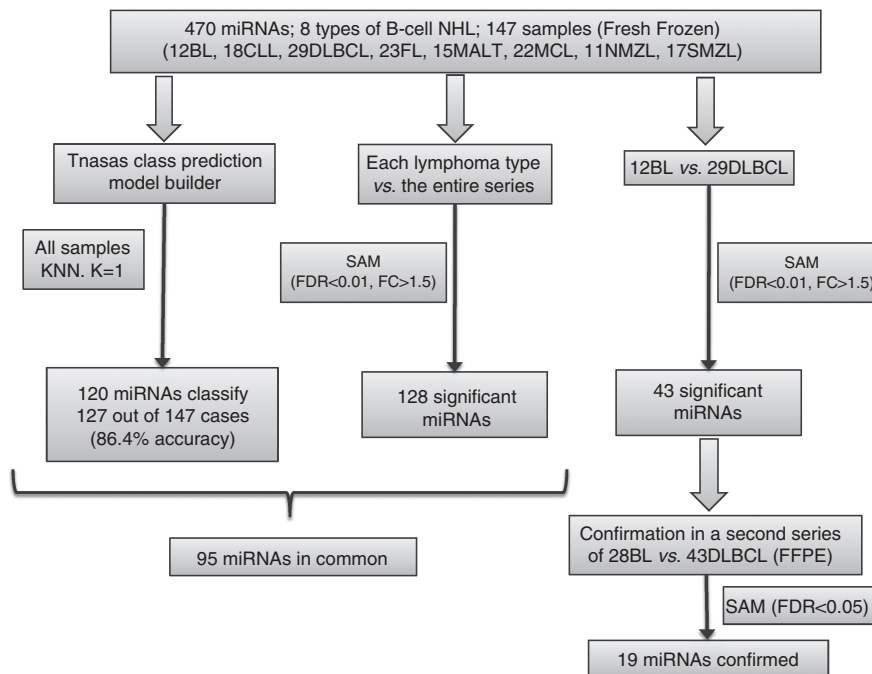 470 miRNAs; 8 types of B-cell NHL; 147 samples (Fresh Frozen)
(12BL, 18CLL, 29DLBCL, 23FL, 15MALT, 22MCL, 11NMZL, 17SMZL)
Tnasas class prediction
model builder
Each lymphoma type
vs. the entire series
12BL vs. 29DLBCL
All samples
KNN. K=1
SAM
(FDR<0.01, FC>1.5)
SAM
(FDR<0.01, FC>1.5)
120 miRNAs classify
127 out of 147 cases
(86.4% accuracy)
128 significant
miRNAs
43 significant
miRNAs
95 miRNAs in common
Confirmation in a second series
of 28BL vs. 43DLBCL (FFPE)
SAM (FDR<0.05)
19 miRNAs confirmed